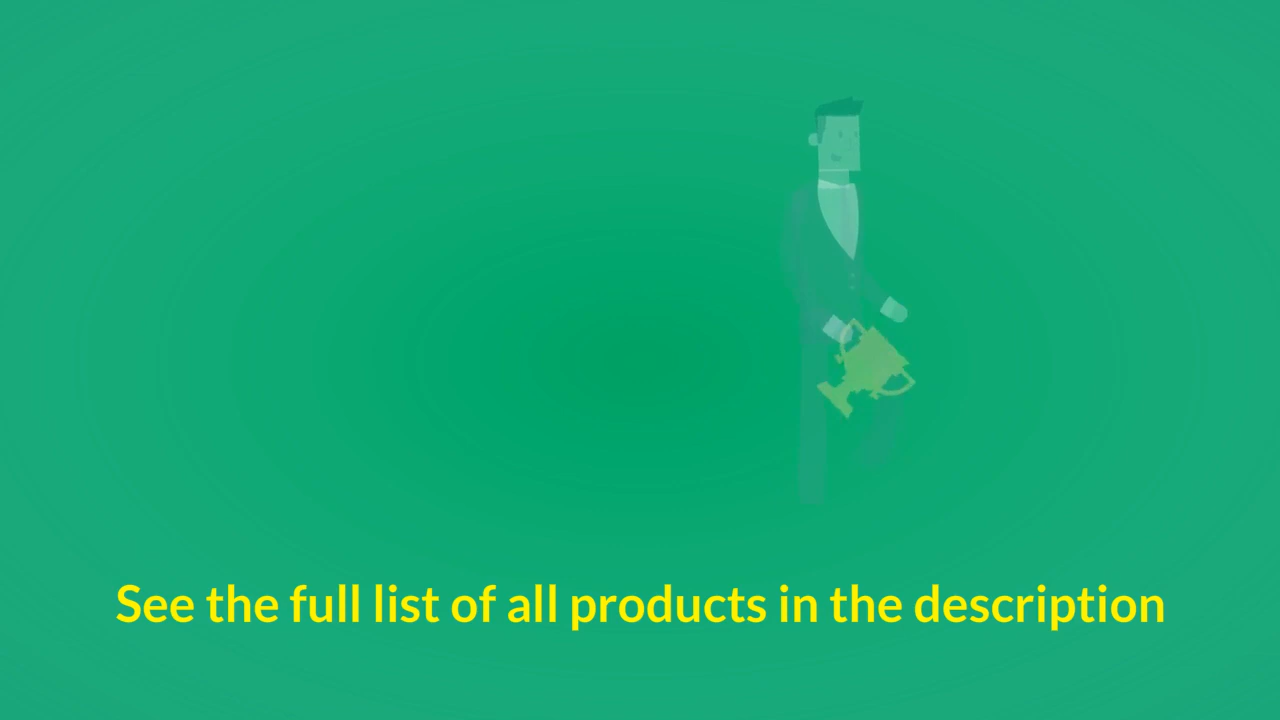 See the full list of all products in the description